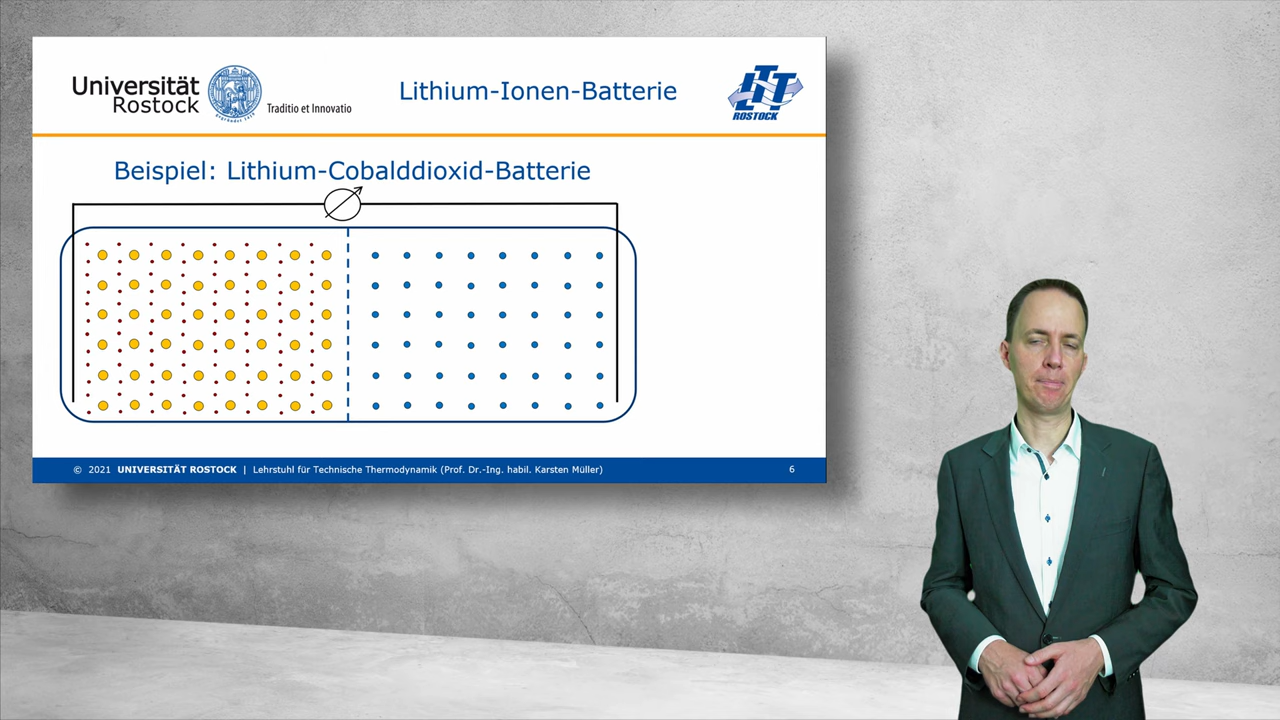 Universität
Rostock
Traditio et Innovatio
Lithium-Ionen-Batterie
ITT
ROSTOCK
Beispiel: Lithium-Cobalddioxid-Batterie
© 2021 UNIVERSITÄT ROSTOCK | Lehrstuhl für Technische Thermodynamik (Prof. Dr.-Ing. habil. Karsten Müller)
6